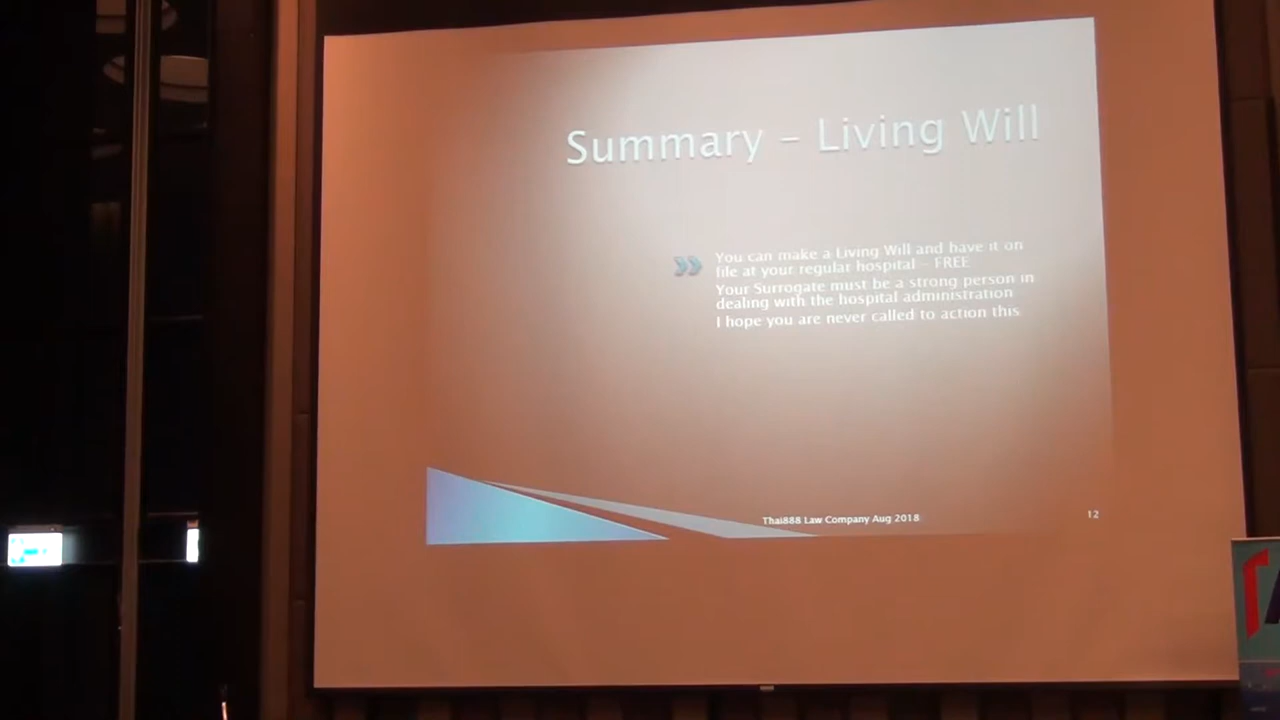 Summary – Living Will
You can make a Living Will and have it on
file at your regular hospital – FREE
Your Surrogate must be a strong person in
dealing with the hospital administration
I hope you are never called to action this
Thai888 Law Company Aug 2018
12